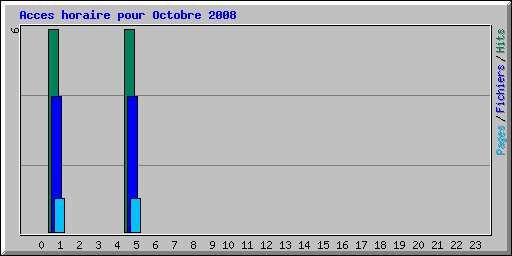 Acces horaire pour Octobre 2008
6
Pages/Fichiers/Hits
0 1 2 3 4 5 6 7 8 9 10 11 12 13 14 15 16 17 18 19 20 21 22 23